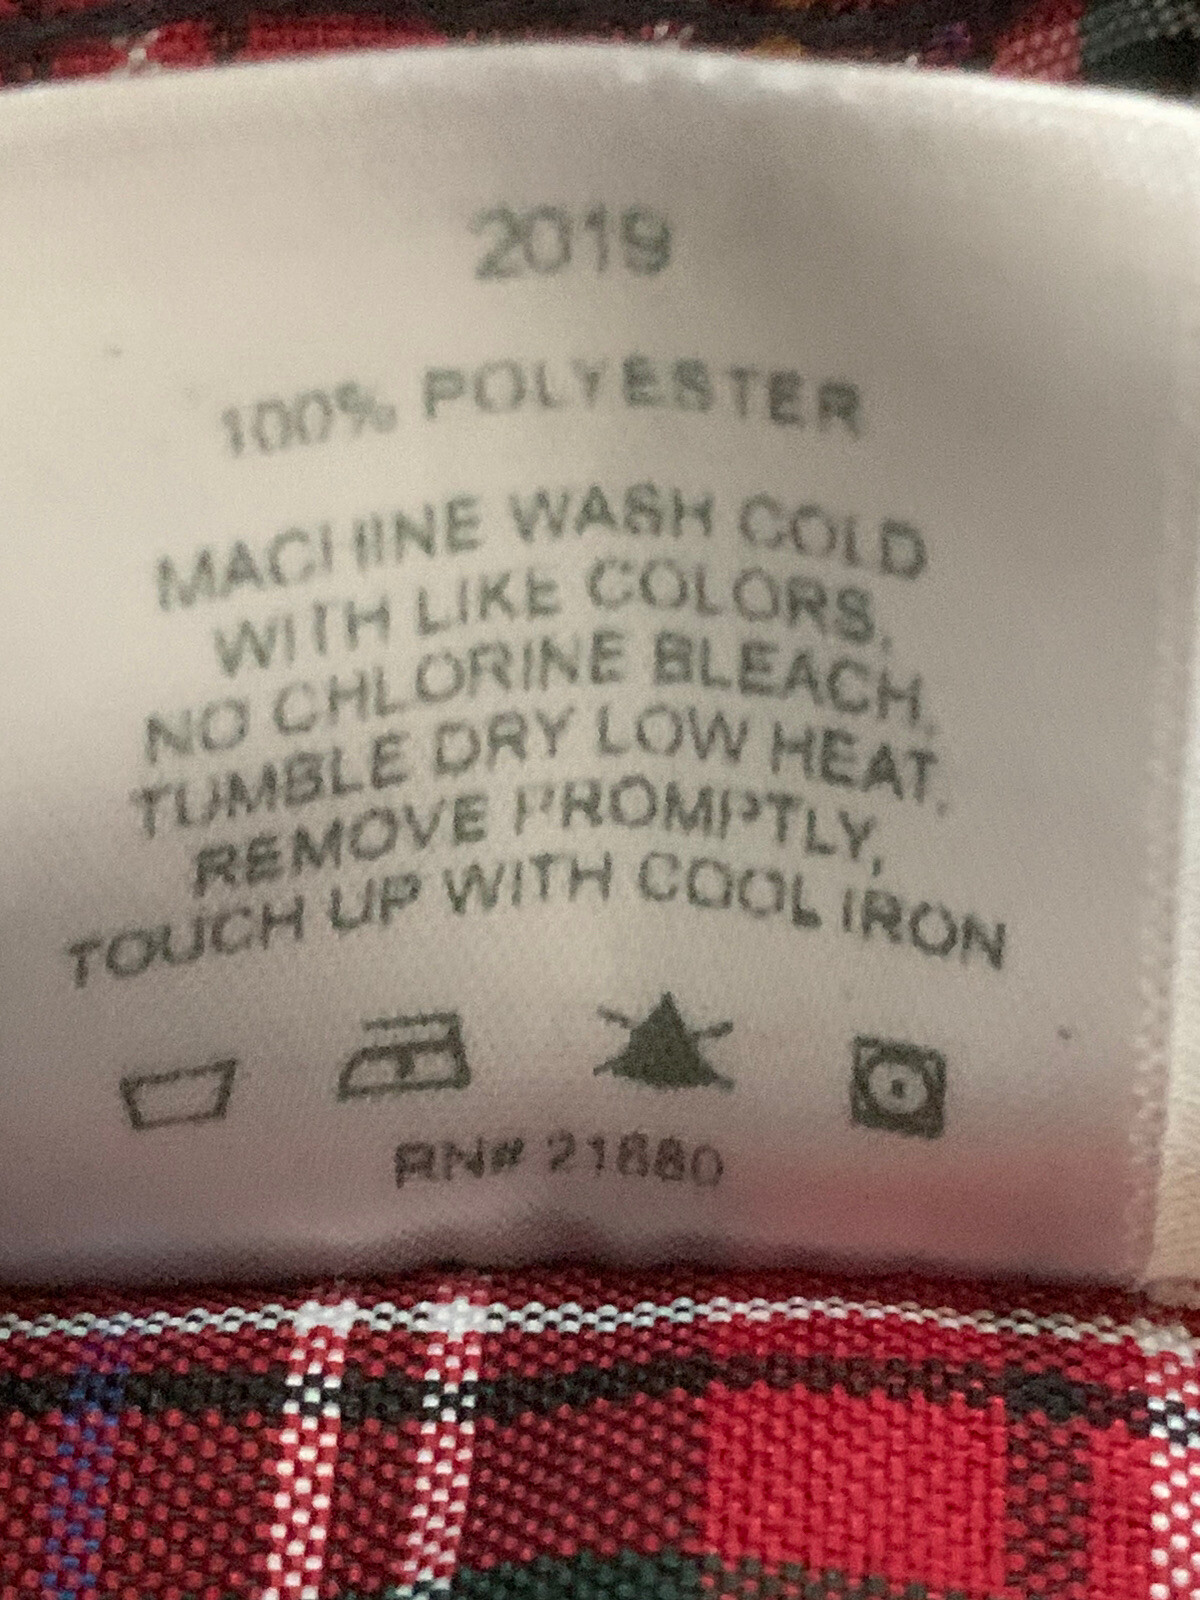 2019
100% POLYESTER
MACHINE WASH COLD
WITH LIKE COLORS.
NO CHLORINE BLEACH.
TUMBLE DRY LOW HEAT.
REMOVE PROMPTLY,
TOUCH UP WITH COOL IRON
RN# 21880